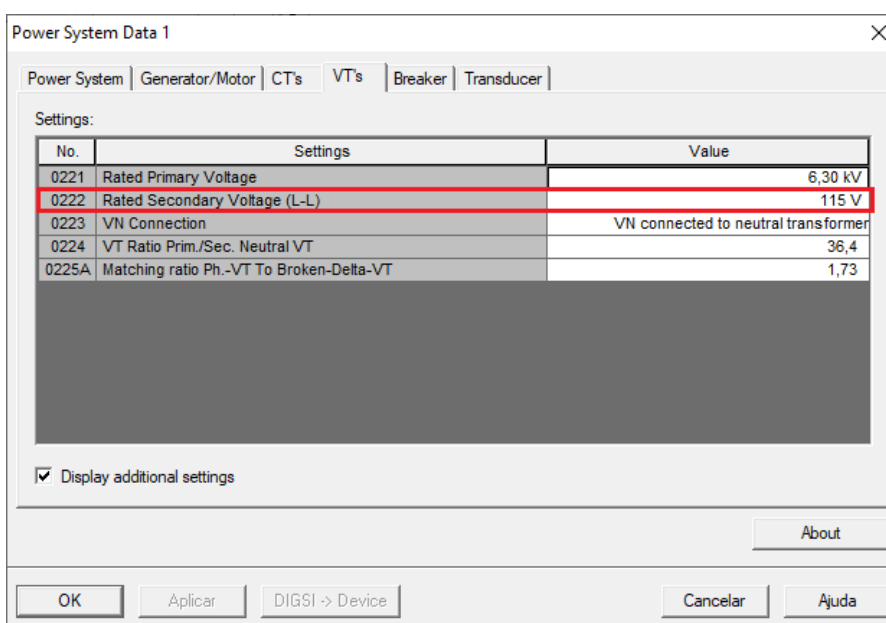 Power System Data 1
Power System Generator/Motor CT's VT's Breaker Transducer
Settings:
No. Settings Value
0221 Rated Primary Voltage 6,30 kV
0222 Rated Secondary Voltage (L-L) 115 V
0223 VN Connection VN connected to neutral transformer
0224 VT Ratio Prim./Sec. Neutral VT 36,4
0225A Matching ratio Ph.-VT To Broken-Delta-VT 1,73
Display additional settings
About
OK Aplicar DIGSI -> Device Cancelar Ajuda